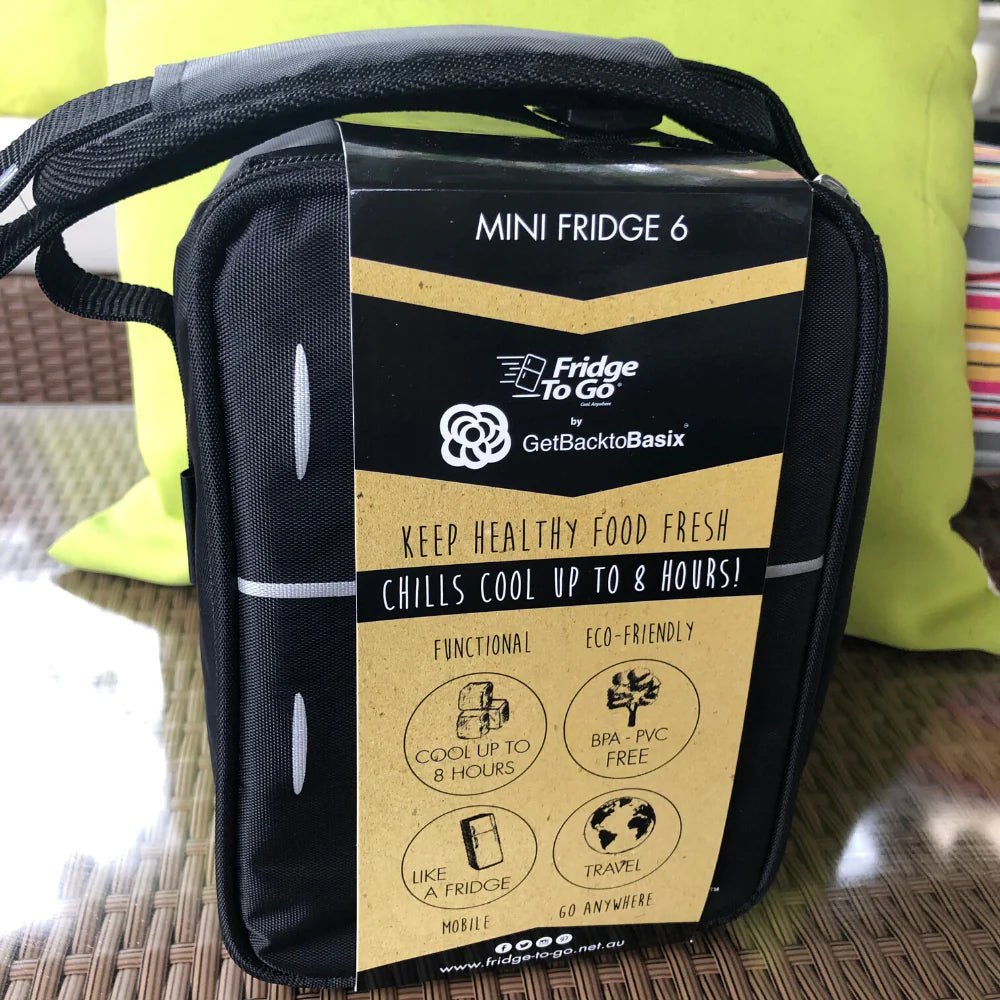 MINI FRIDGE 6
Fridge
To Go®
Cool Anywhere
by
GetBacktoBasix
KEEP HEALTHY FOOD FRESH
CHILLS COOL UP TO 8 HOURS!
FUNCTIONAL
ECO-FRIENDLY
COOL UP TO
8 HOURS
BPA - PVC
FREE
LIKE
A FRIDGE
TRAVEL
MOBILE
GO ANYWHERE
www.fridge-to-go.net.au
TM